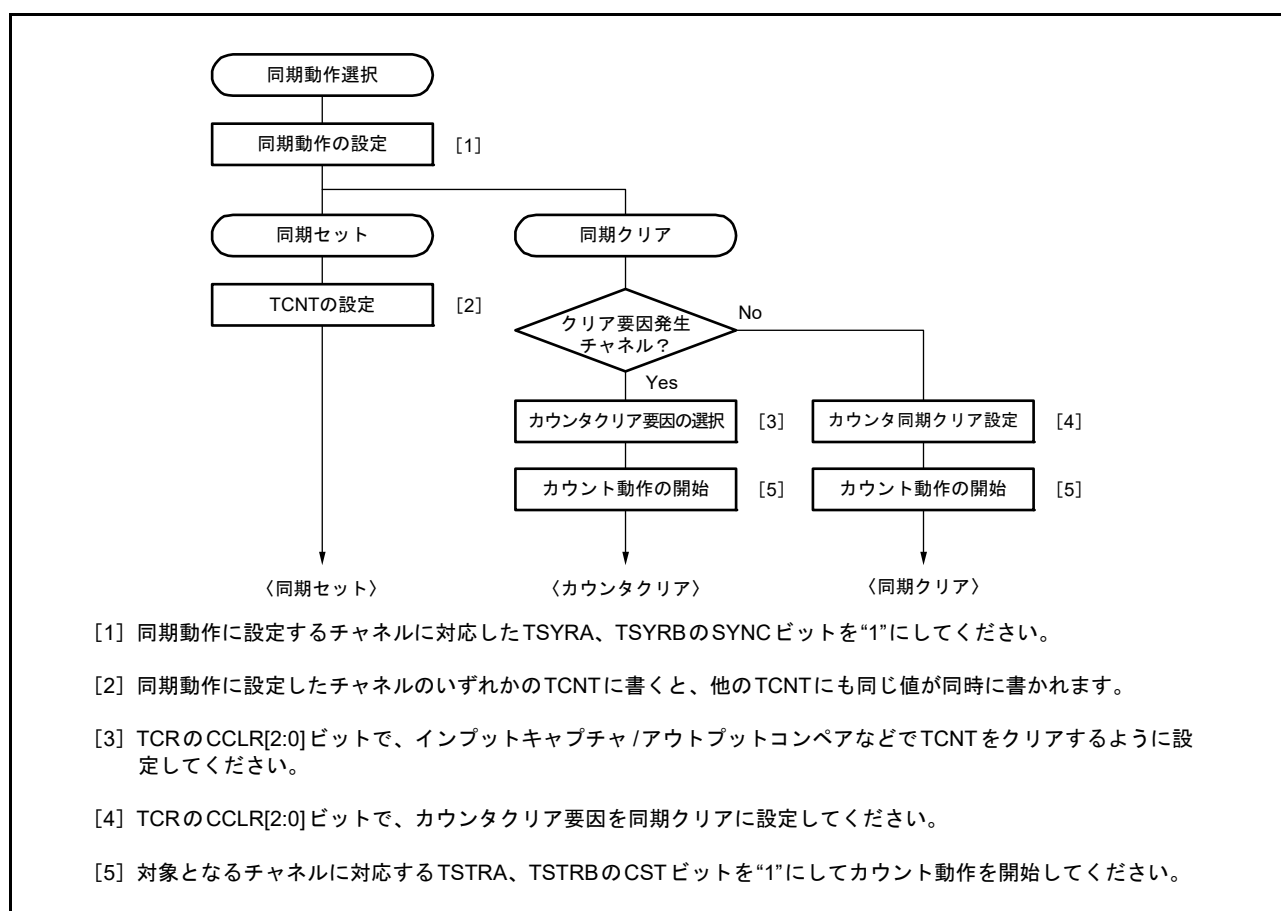 同期動作選択
同期動作の設定 [1]
同期セット
同期クリア
TCNTの設定 [2]
クリア要因発生
チャネル？
No
Yes
カウンタクリア要因の選択 [3]
カウンタ同期クリア設定 [4]
カウント動作の開始 [5]
カウント動作の開始 [5]
〈同期セット〉
〈カウンタクリア〉
〈同期クリア〉
[1] 同期動作に設定するチャネルに対応したTSYRA、TSYRBのSYNCビットを“1”にしてください。
[2] 同期動作に設定したチャネルのいずれかのTCNTに書くと、他のTCNTにも同じ値が同時に書かれます。
[3] TCRのCCLR[2:0]ビットで、インプットキャプチャ/アウトプットコンペアなどでTCNTをクリアするように設
定してください。
[4] TCRのCCLR[2:0]ビットで、カウンタクリア要因を同期クリアに設定してください。
[5] 対象となるチャネルに対応するTSTRA、TSTRBのCSTビットを“1”にしてカウント動作を開始してください。